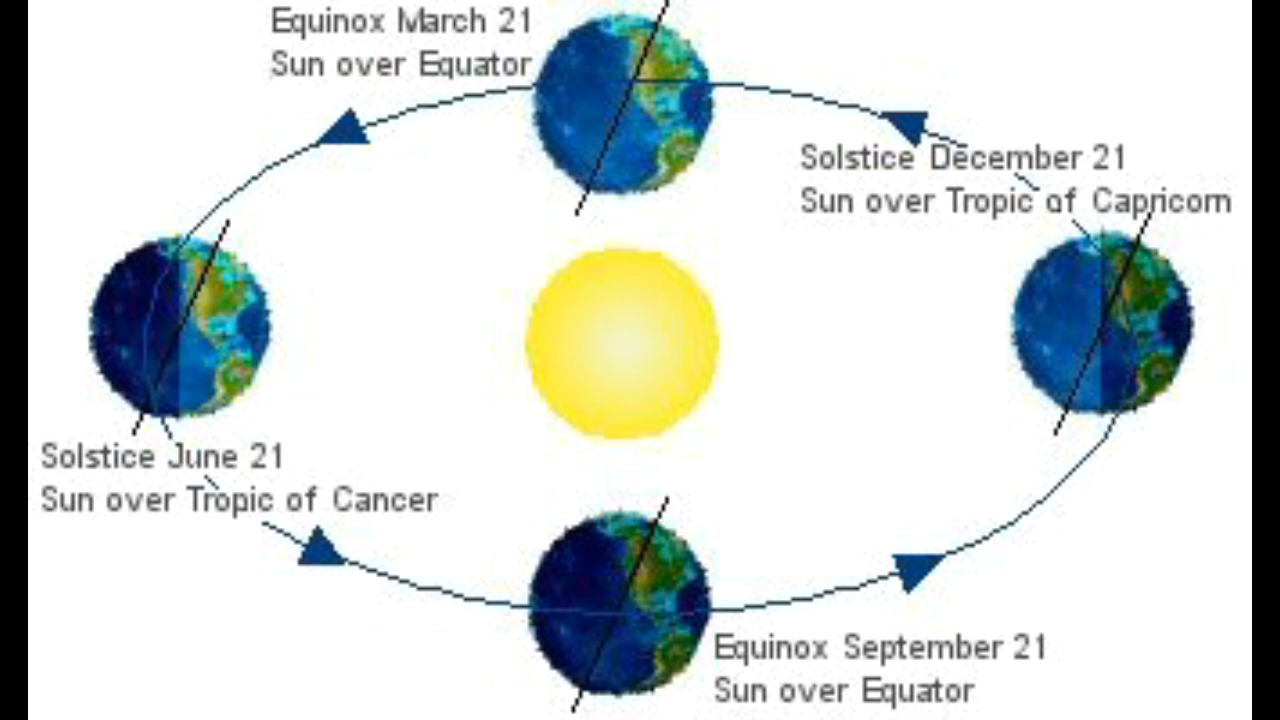 Equinox March 21
Sun over Equator
Solstice December 21
Sun over Tropic of Capricorn
Solstice June 21
Sun over Tropic of Cancer
Equinox September 21
Sun over Equator